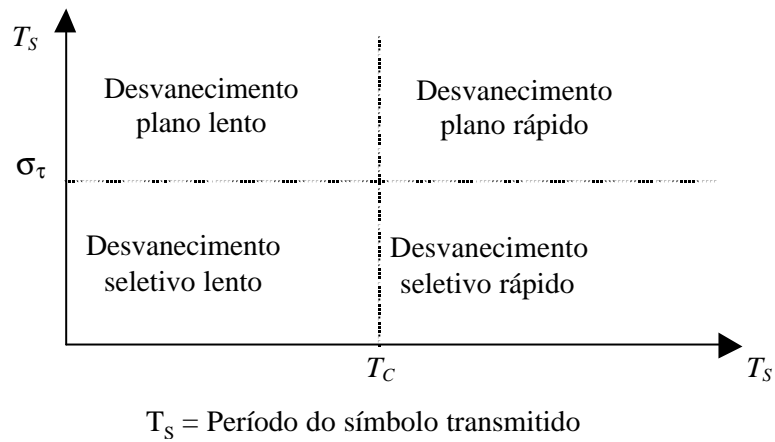 T_S
Desvanecimento
plano lento
Desvanecimento
plano rápido
σ_τ
Desvanecimento
seletivo lento
Desvanecimento
seletivo rápido
T_C
T_S
T_S = Período do símbolo transmitido